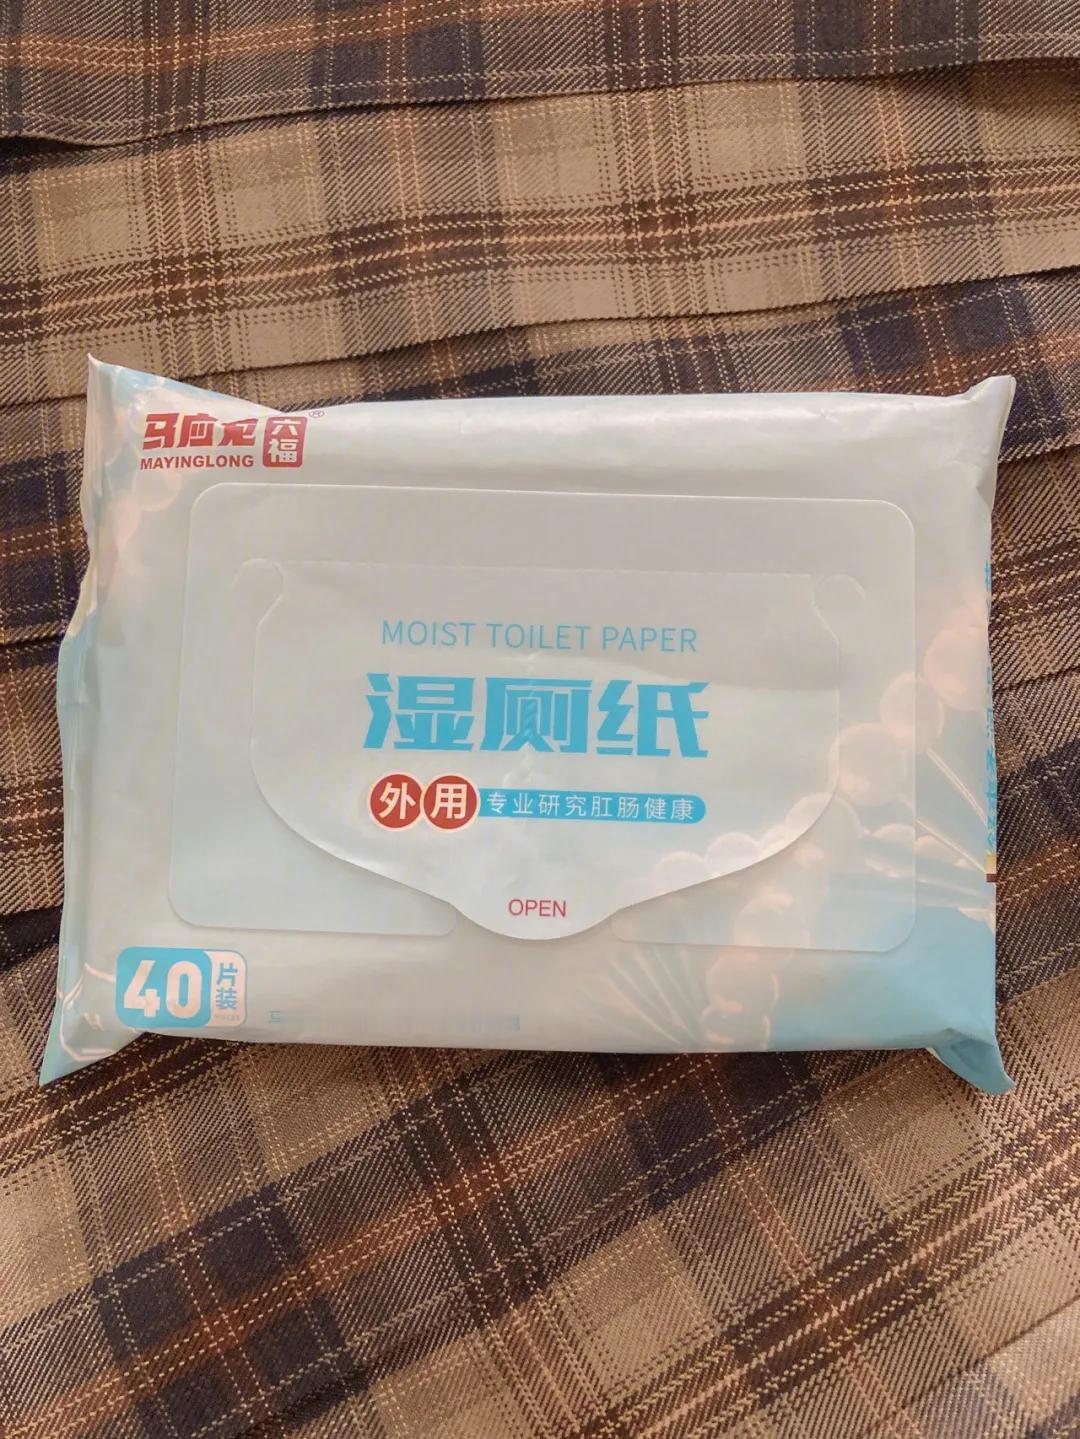 马应龙 六福®
MAYINGLONG
MOIST TOILET PAPER
湿厕纸
外用 专业研究肛肠健康
OPEN
40片装